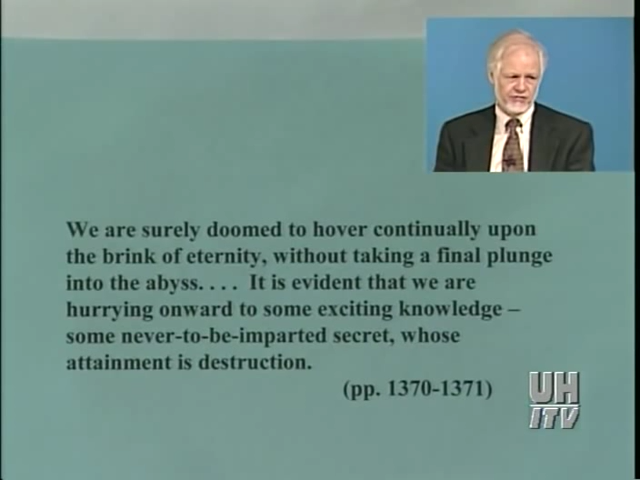 We are surely doomed to hover continually upon
the brink of eternity, without taking a final plunge
into the abyss. . . . It is evident that we are
hurrying onward to some exciting knowledge –
some never-to-be-imparted secret, whose
attainment is destruction.
(pp. 1370-1371)
UH
ITV